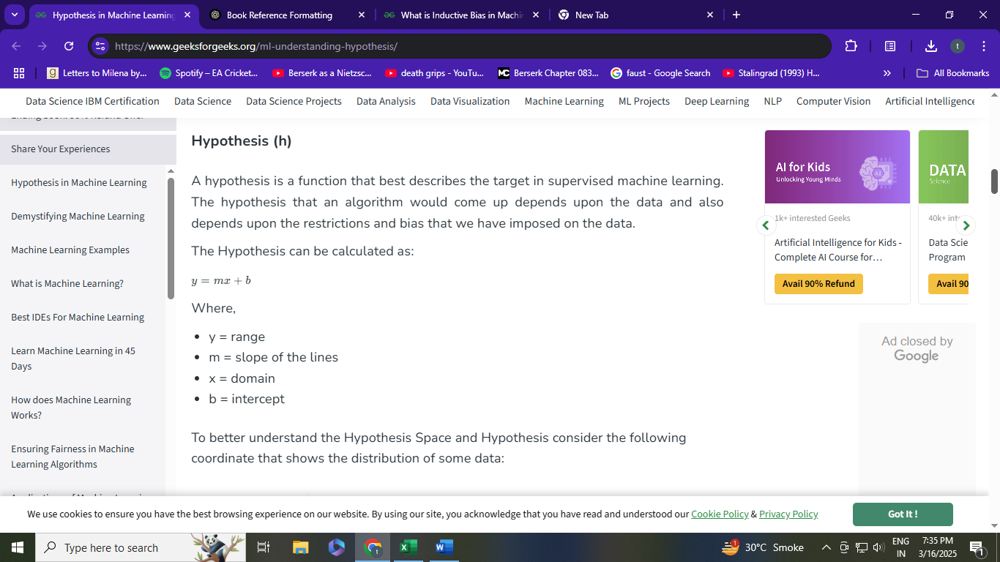 Hypothesis in Machine Learning
Book Reference Formatting
What is Inductive Bias in Machi
New Tab
https://www.geeksforgeeks.org/ml-understanding-hypothesis/
t
Letters to Milena by...
Spotify – EA Cricket...
Berserk as a Nietzsc...
death grips - YouTu...
MC Berserk Chapter 083...
faust - Google Search
Stalingrad (1993) H...
»
All Bookmarks
Data Science IBM Certification
Data Science
Data Science Projects
Data Analysis
Data Visualization
Machine Learning
ML Projects
Deep Learning
NLP
Computer Vision
Artificial Intelligence
Share Your Experiences
Hypothesis in Machine Learning
Demystifying Machine Learning
Machine Learning Examples
What is Machine Learning?
Best IDEs For Machine Learning
Learn Machine Learning in 45
Days
How does Machine Learning
Works?
Ensuring Fairness in Machine
Learning Algorithms
Hypothesis (h)
A hypothesis is a function that best describes the target in supervised machine learning.
The hypothesis that an algorithm would come up depends upon the data and also
depends upon the restrictions and bias that we have imposed on the data.
The Hypothesis can be calculated as:
y = mx + b
Where,
• y = range
• m = slope of the lines
• x = domain
• b = intercept
To better understand the Hypothesis Space and Hypothesis consider the following
coordinate that shows the distribution of some data:
AI for Kids
Unlocking Young Minds
AI
1k+ interested Geeks
Artificial Intelligence for Kids -
Complete AI Course for...
Avail 90% Refund
DATA
Science
40k+ int
Data Scie
Program
Avail 90
Ad closed by
Google
We use cookies to ensure you have the best browsing experience on our website. By using our site, you acknowledge that you have read and understood our Cookie Policy & Privacy Policy
Got It !
Type here to search
1
30°C Smoke
ENG
IN
7:35 PM
3/16/2025
1